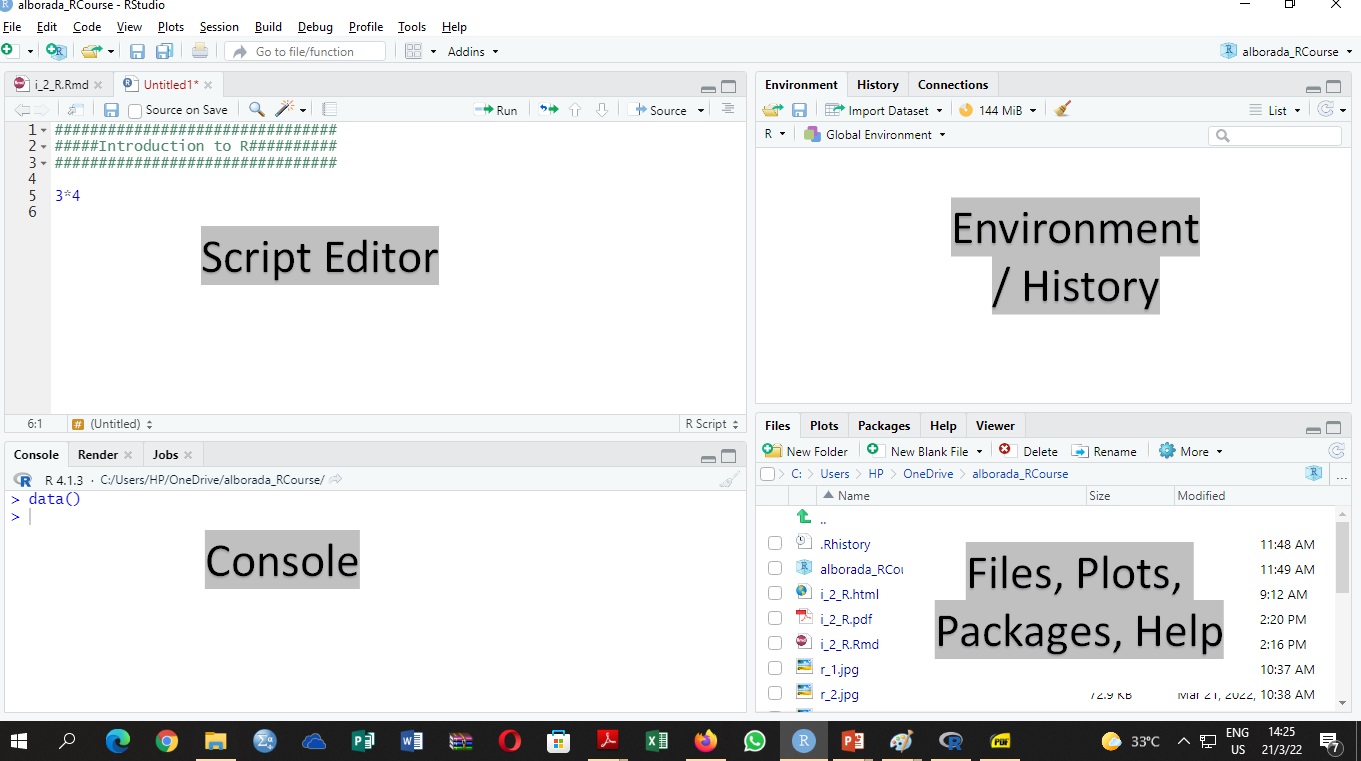 alborada_RCourse - RStudio
File Edit Code View Plots Session Build Debug Profile Tools Help
Go to file/function Addins alborada_RCourse
i_2_R.Rmd Untitled1*
Source on Save Run Source
1 ################################
2 #####Introduction to R##########
3 ################################
4
5 3*4
6
Script Editor
6:1 (Untitled) R Script
Console Render Jobs
R 4.1.3 · C:/Users/HP/OneDrive/alborada_RCourse/
> data()
>
Console
Environment History Connections
Import Dataset 144 MiB List
R Global Environment
Environment
/ History
Files Plots Packages Help Viewer
New Folder New Blank File Delete Rename More
C: Users HP OneDrive alborada_RCourse ...
Name Size Modified
..
.Rhistory 11:48 AM
alborada_RCou 11:49 AM
i_2_R.html 9:12 AM
i_2_R.pdf 2:20 PM
i_2_R.Rmd 2:16 PM
r_1.jpg 10:37 AM
r_2.jpg 72.9 KB Mar 21, 2022, 10:38 AM
Files, Plots,
Packages, Help
33°C ENG 14:25
US 21/3/22 7